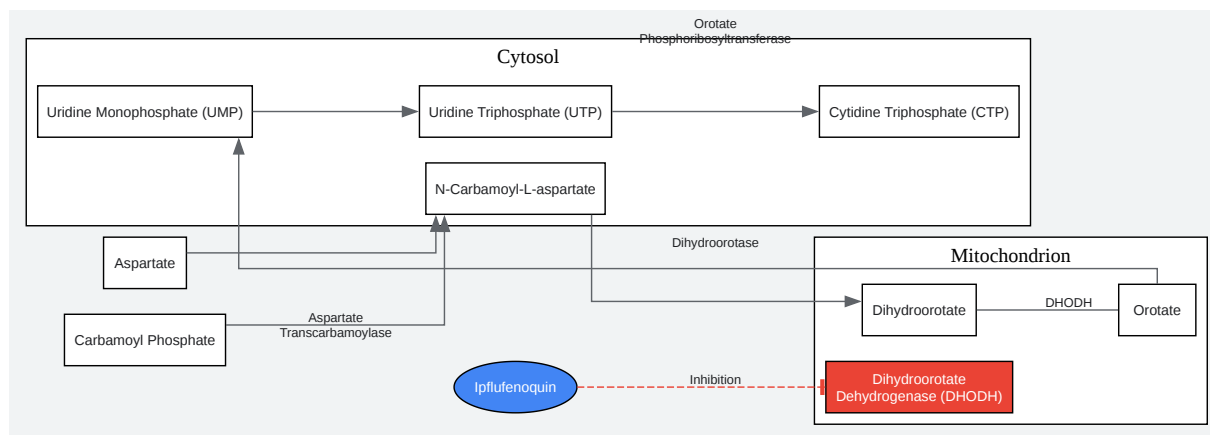 Orotate
Phosphoribosyltransferase
Cytosol
Uridine Monophosphate (UMP)
Uridine Triphosphate (UTP)
Cytidine Triphosphate (CTP)
N-Carbamoyl-L-aspartate
Aspartate
Dihydroorotase
Mitochondrion
Carbamoyl Phosphate
Aspartate
Transcarbamoylase
Dihydroorotate
DHODH
Orotate
Ipflufenoquin
Inhibition
Dihydroorotate
Dehydrogenase (DHODH)